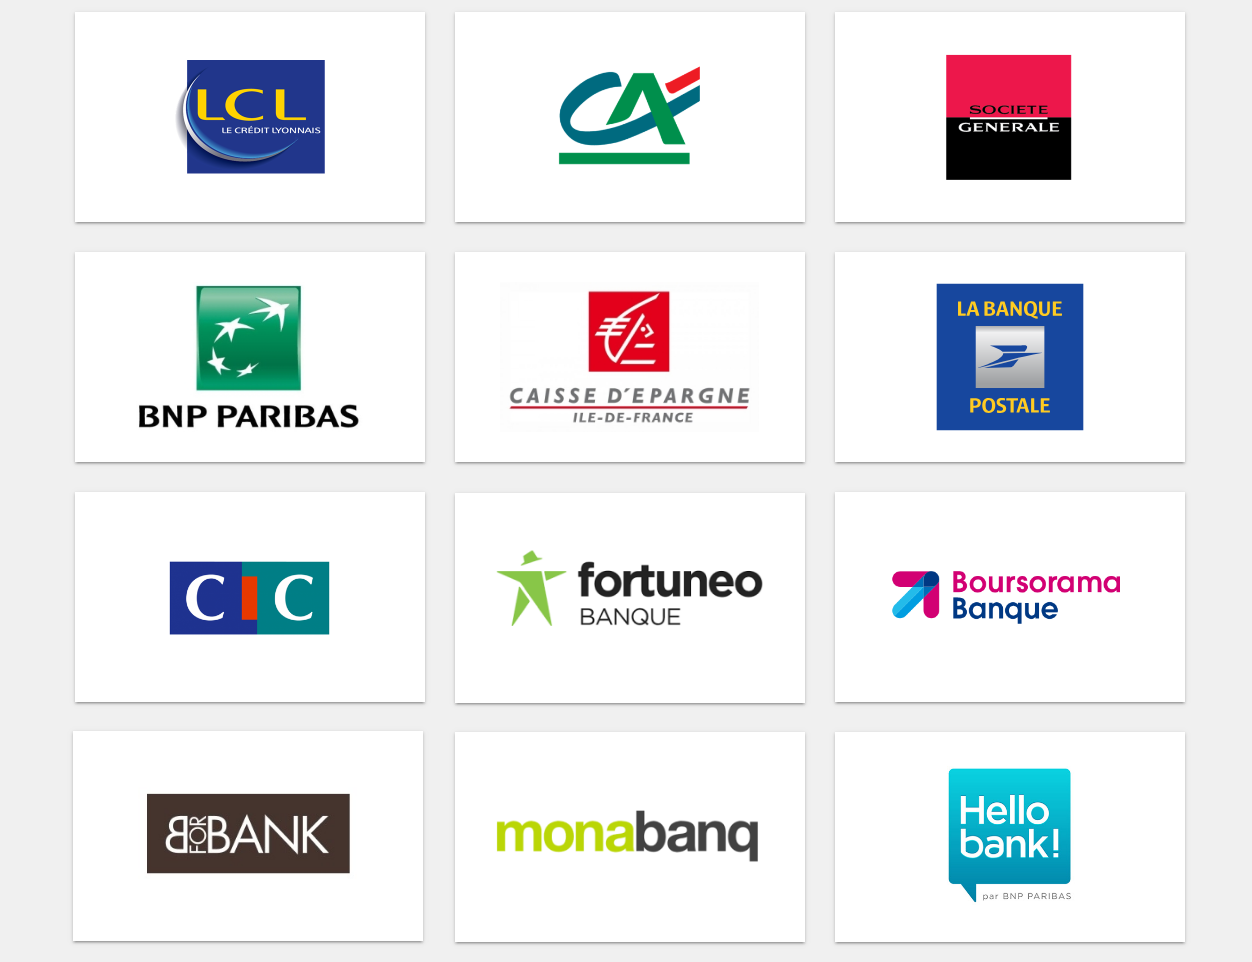 LCL
LE CRÉDIT LYONNAIS
CA
SOCIETE
GENERALE
BNP PARIBAS
CAISSE D'EPARGNE
ILE-DE-FRANCE
LA BANQUE
POSTALE
CIC
fortuneo
BANQUE
Boursorama
Banque
BFORBANK
monabanq
Hello
bank!
par BNP PARIBAS